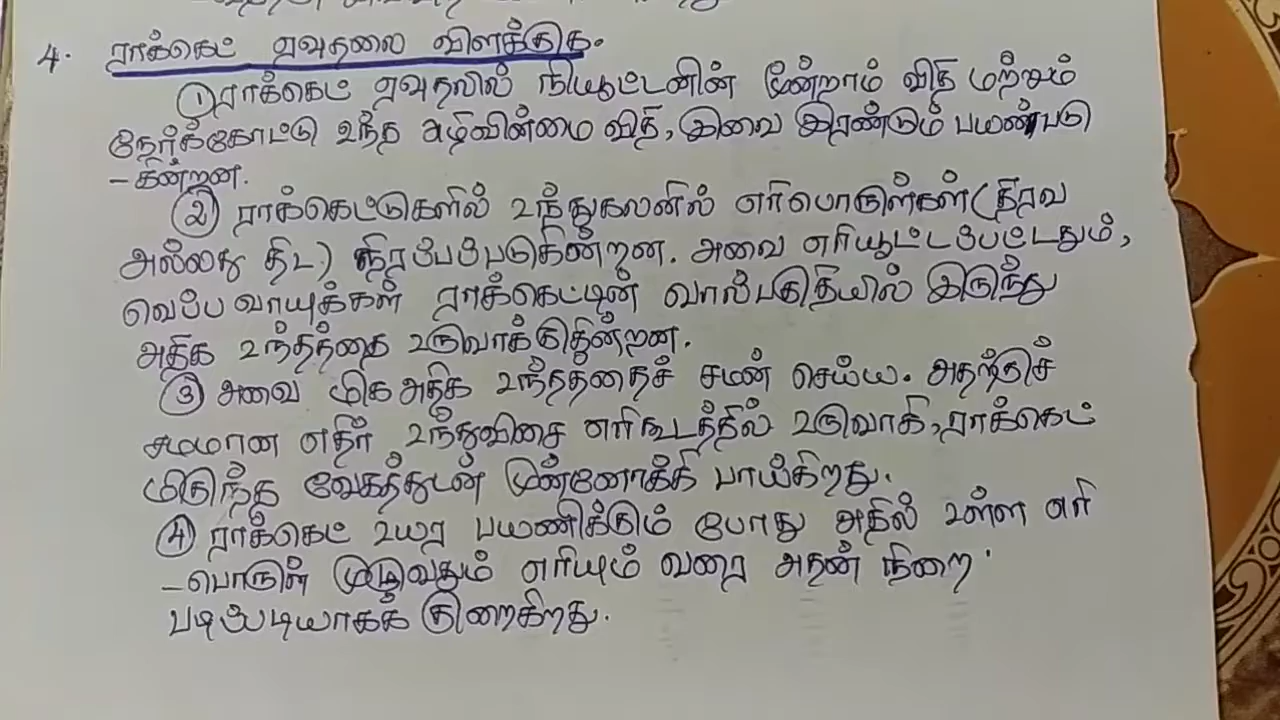 4. ராக்கெட் ஏவுதலை விளக்குக.
① ராக்கெட் ஏவுதலில் நியூட்டனின் மூன்றாம் விதி மற்றும்
நேர்க்கோட்டு உந்த அழிவின்மை விதி, இவை இரண்டும் பயன்படு
- கின்றன.
② ராக்கெட்டுகளில் உந்துகலனில் எரிபொருள்கள் (திரவ
அல்லது திட) நிரப்பப்படுகின்றன. அவை எரியூட்டப்பட்டதும்,
வெப்ப வாயுக்கள் ராக்கெட்டின் வால்பகுதியில் இருந்து
அதிக உந்தத்தை உருவாக்குகின்றன.
③ அவை மிக அதிக உந்தத்தைச் சமன் செய்ய. அதற்குச்
சமமான எதிர் உந்துவிசை எரிகூடத்தில் உருவாகி, ராக்கெட்
மிகுந்த வேகத்துடன் முன்னோக்கி பாய்கிறது.
④ ராக்கெட் உயர பயணிக்கும் போது அதில் உள்ள எரி
- பொருள் முழுவதும் எரியும் வரை அதன் நிறை
படிப்படியாகக் குறைகிறது.